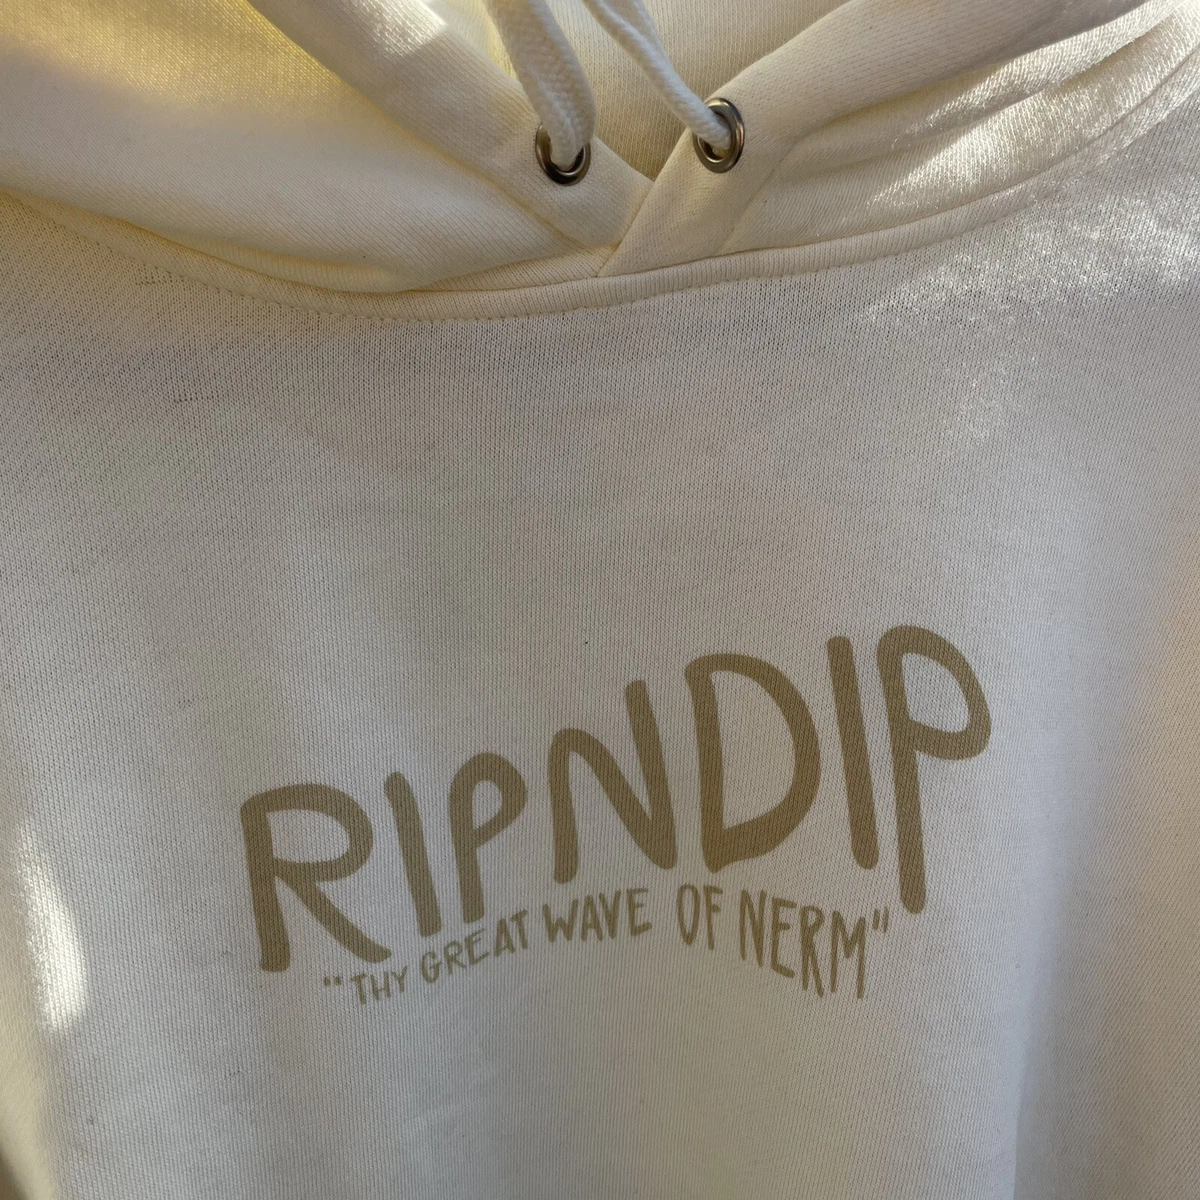 RIPNDIP
"THY GREAT WAVE OF NERM"